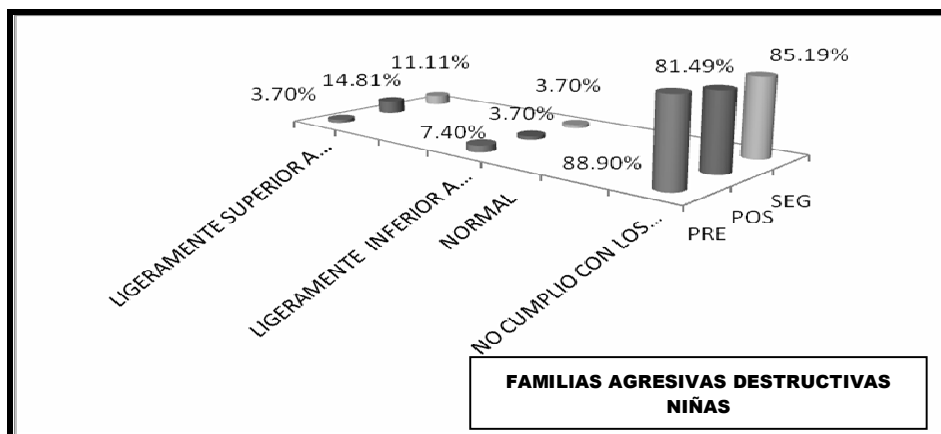 3.70%
14.81%
11.11%
7.40%
3.70%
3.70%
88.90%
81.49%
85.19%
LIGERAMENTE SUPERIOR A...
LIGERAMENTE INFERIOR A...
NORMAL
NO CUMPLIO CON LOS...
PRE
POS
SEG
FAMILIAS AGRESIVAS DESTRUCTIVAS
NIÑAS